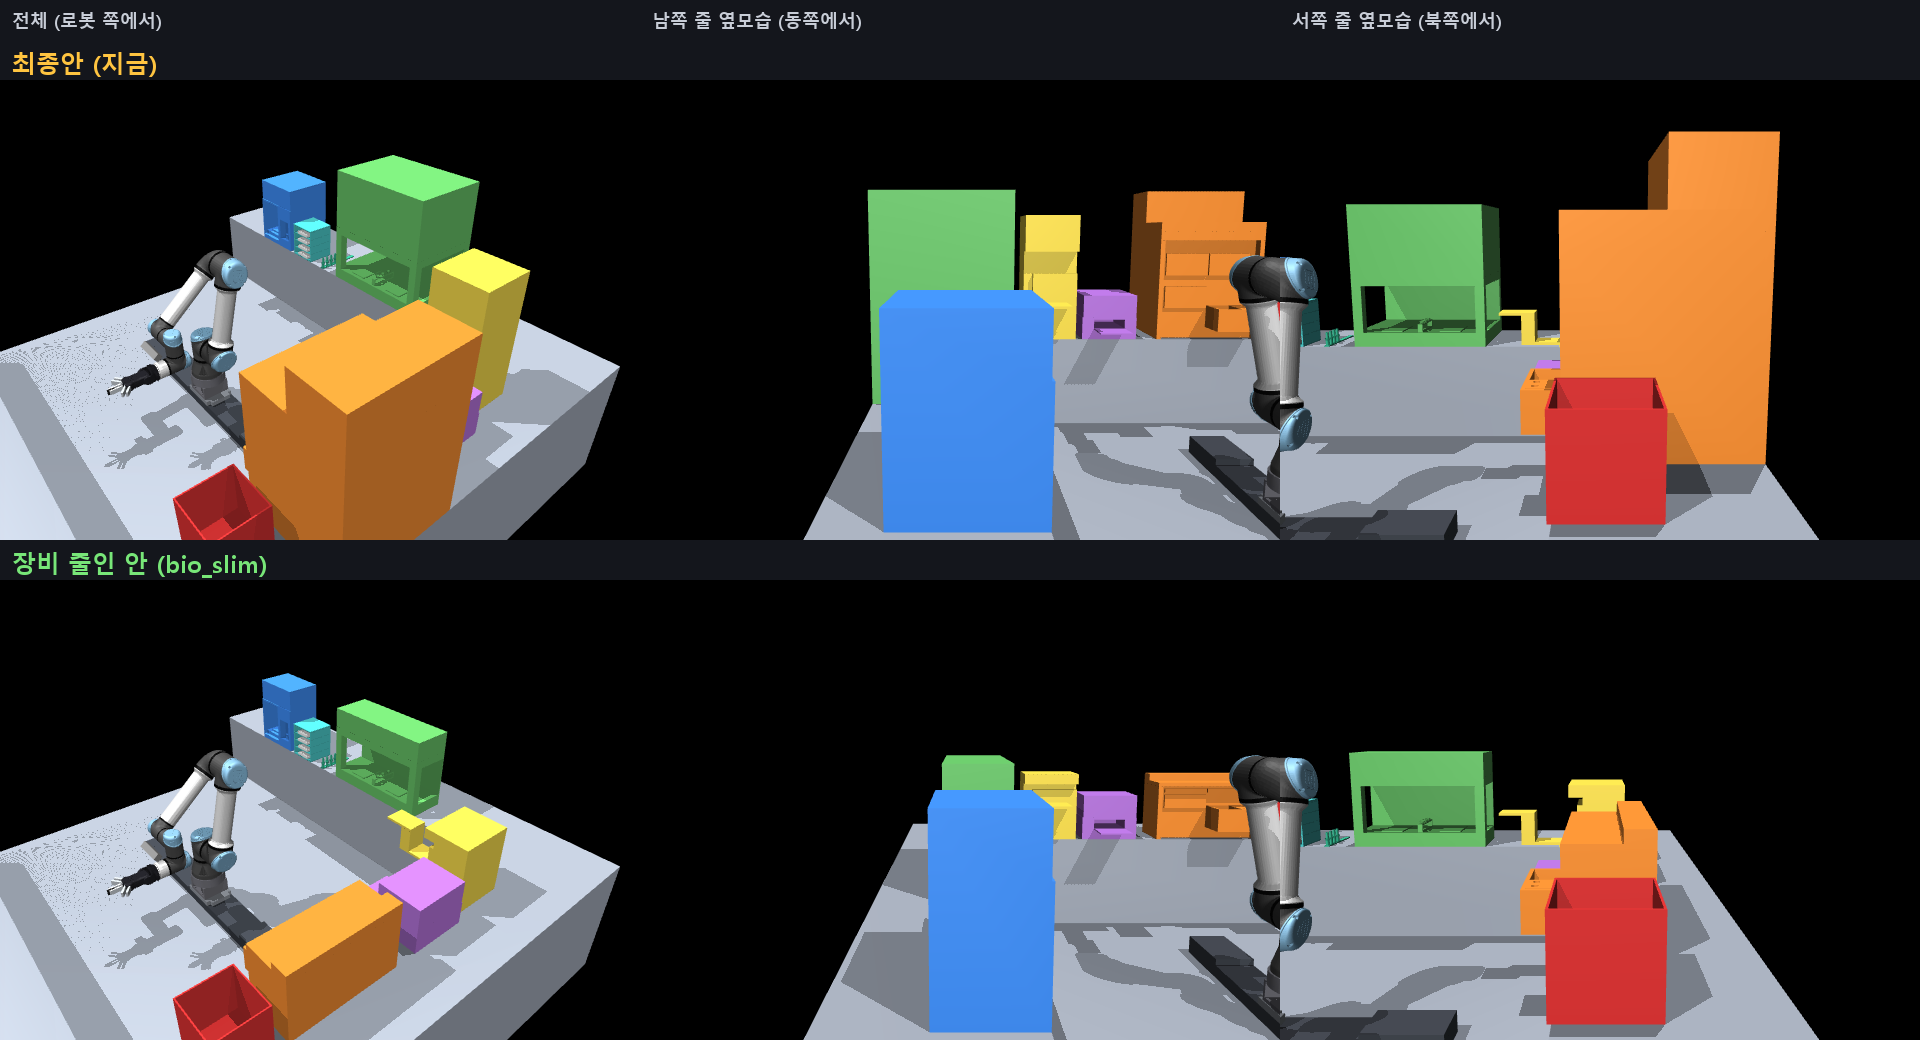 전체 (로봇 쪽에서)
남쪽 줄 옆모습 (동쪽에서)
서쪽 줄 옆모습 (북쪽에서)
최종안 (지금)
장비 줄인 안 (bio_slim)